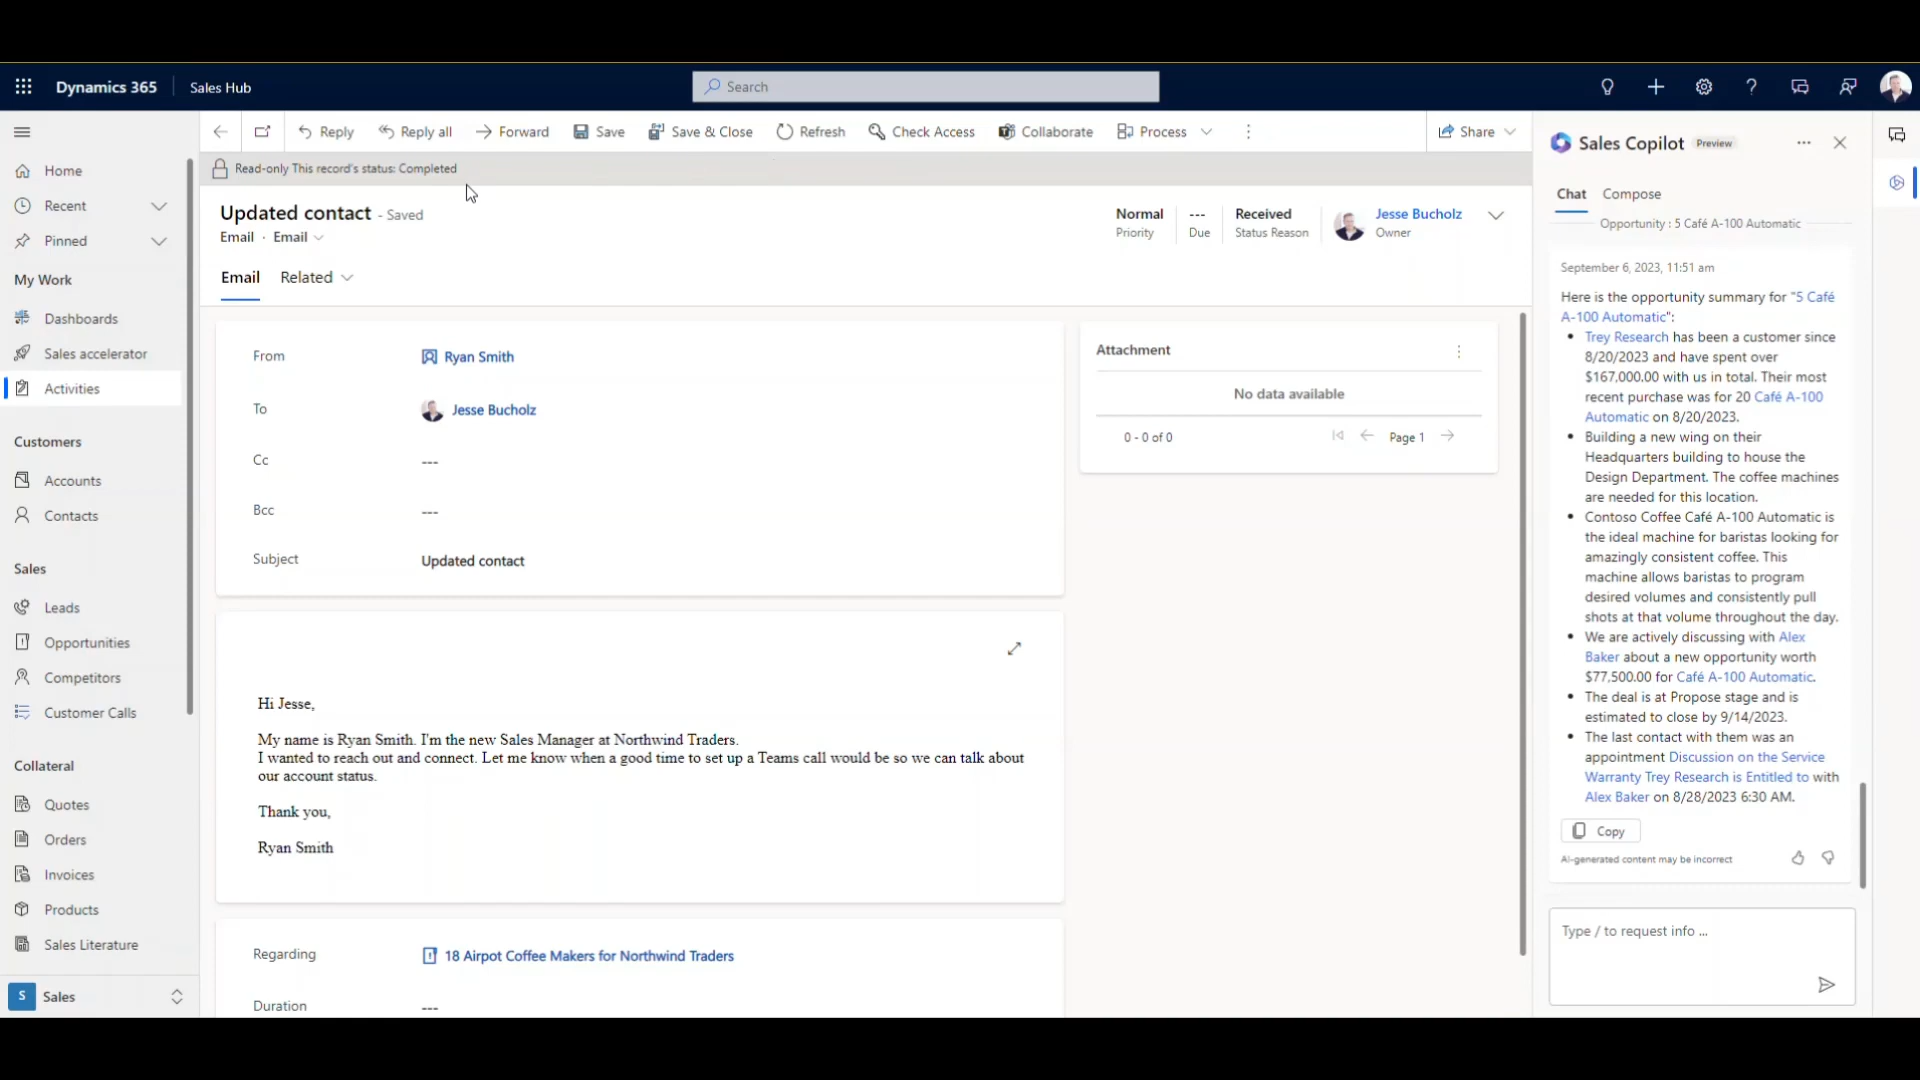 Dynamics 365
Sales Hub
Search
Home
Recent
Pinned
My Work
Dashboards
Sales accelerator
Activities
Customers
Accounts
Contacts
Sales
Leads
Opportunities
Competitors
Customer Calls
Collateral
Quotes
Orders
Invoices
Products
Sales Literature
S Sales
Reply
Reply all
Forward
Save
Save & Close
Refresh
Check Access
Collaborate
Process
Share
Read-only This record's status: Completed
Updated contact - Saved
Email · Email
Normal
Priority
---
Due
Received
Status Reason
Jesse Bucholz
Owner
Email
Related
From
Ryan Smith
To
Jesse Bucholz
Cc
---
Bcc
---
Subject
Updated contact
Attachment
No data available
0 - 0 of 0
Page 1
Hi Jesse,
My name is Ryan Smith. I'm the new Sales Manager at Northwind Traders.
I wanted to reach out and connect. Let me know when a good time to set up a Teams call would be so we can talk about
our account status.
Thank you,
Ryan Smith
Regarding
18 Airpot Coffee Makers for Northwind Traders
Duration
---
Sales Copilot
Preview
Chat
Compose
Opportunity : 5 Café A-100 Automatic
September 6, 2023, 11:51 am
Here is the opportunity summary for "5 Café
A-100 Automatic":
• Trey Research has been a customer since
8/20/2023 and have spent over
$167,000.00 with us in total. Their most
recent purchase was for 20 Café A-100
Automatic on 8/20/2023.
• Building a new wing on their
Headquarters building to house the
Design Department. The coffee machines
are needed for this location.
• Contoso Coffee Café A-100 Automatic is
the ideal machine for baristas looking for
amazingly consistent coffee. This
machine allows baristas to program
desired volumes and consistently pull
shots at that volume throughout the day.
• We are actively discussing with Alex
Baker about a new opportunity worth
$77,500.00 for Café A-100 Automatic.
• The deal is at Propose stage and is
estimated to close by 9/14/2023.
• The last contact with them was an
appointment Discussion on the Service
Warranty Trey Research is Entitled to with
Alex Baker on 8/28/2023 6:30 AM.
Copy
AI-generated content may be incorrect
Type / to request info ...